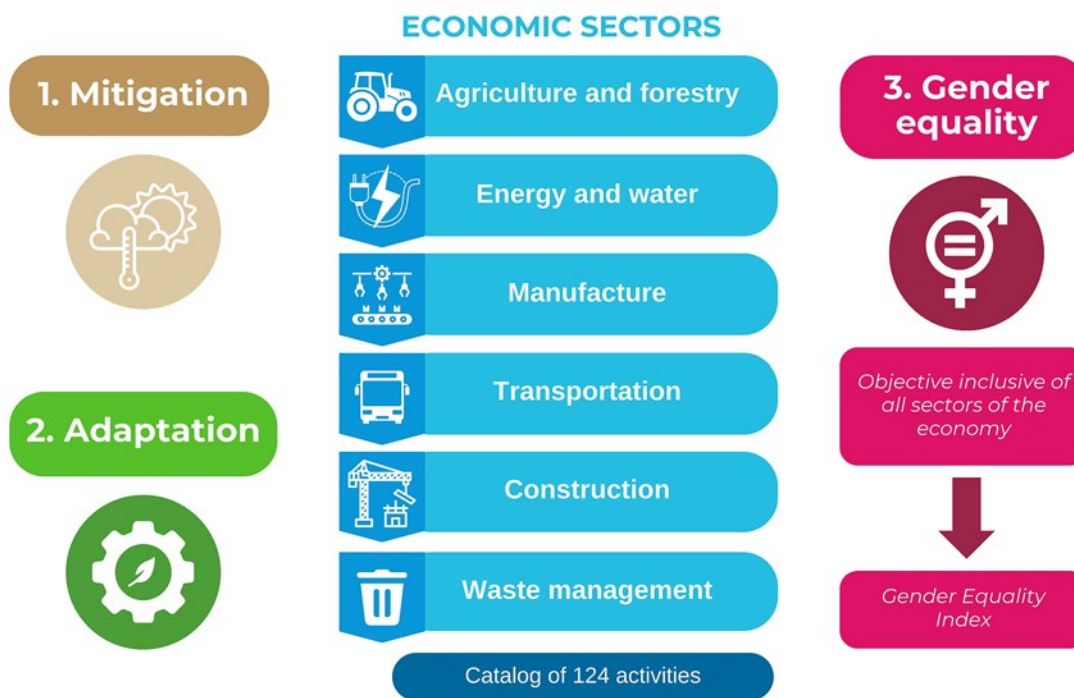 ECONOMIC SECTORS
1. Mitigation
2. Adaptation
Agriculture and forestry
Energy and water
Manufacture
Transportation
Construction
Waste management
Catalog of 124 activities
3. Gender
equality
Objective inclusive of
all sectors of the
economy
Gender Equality
Index